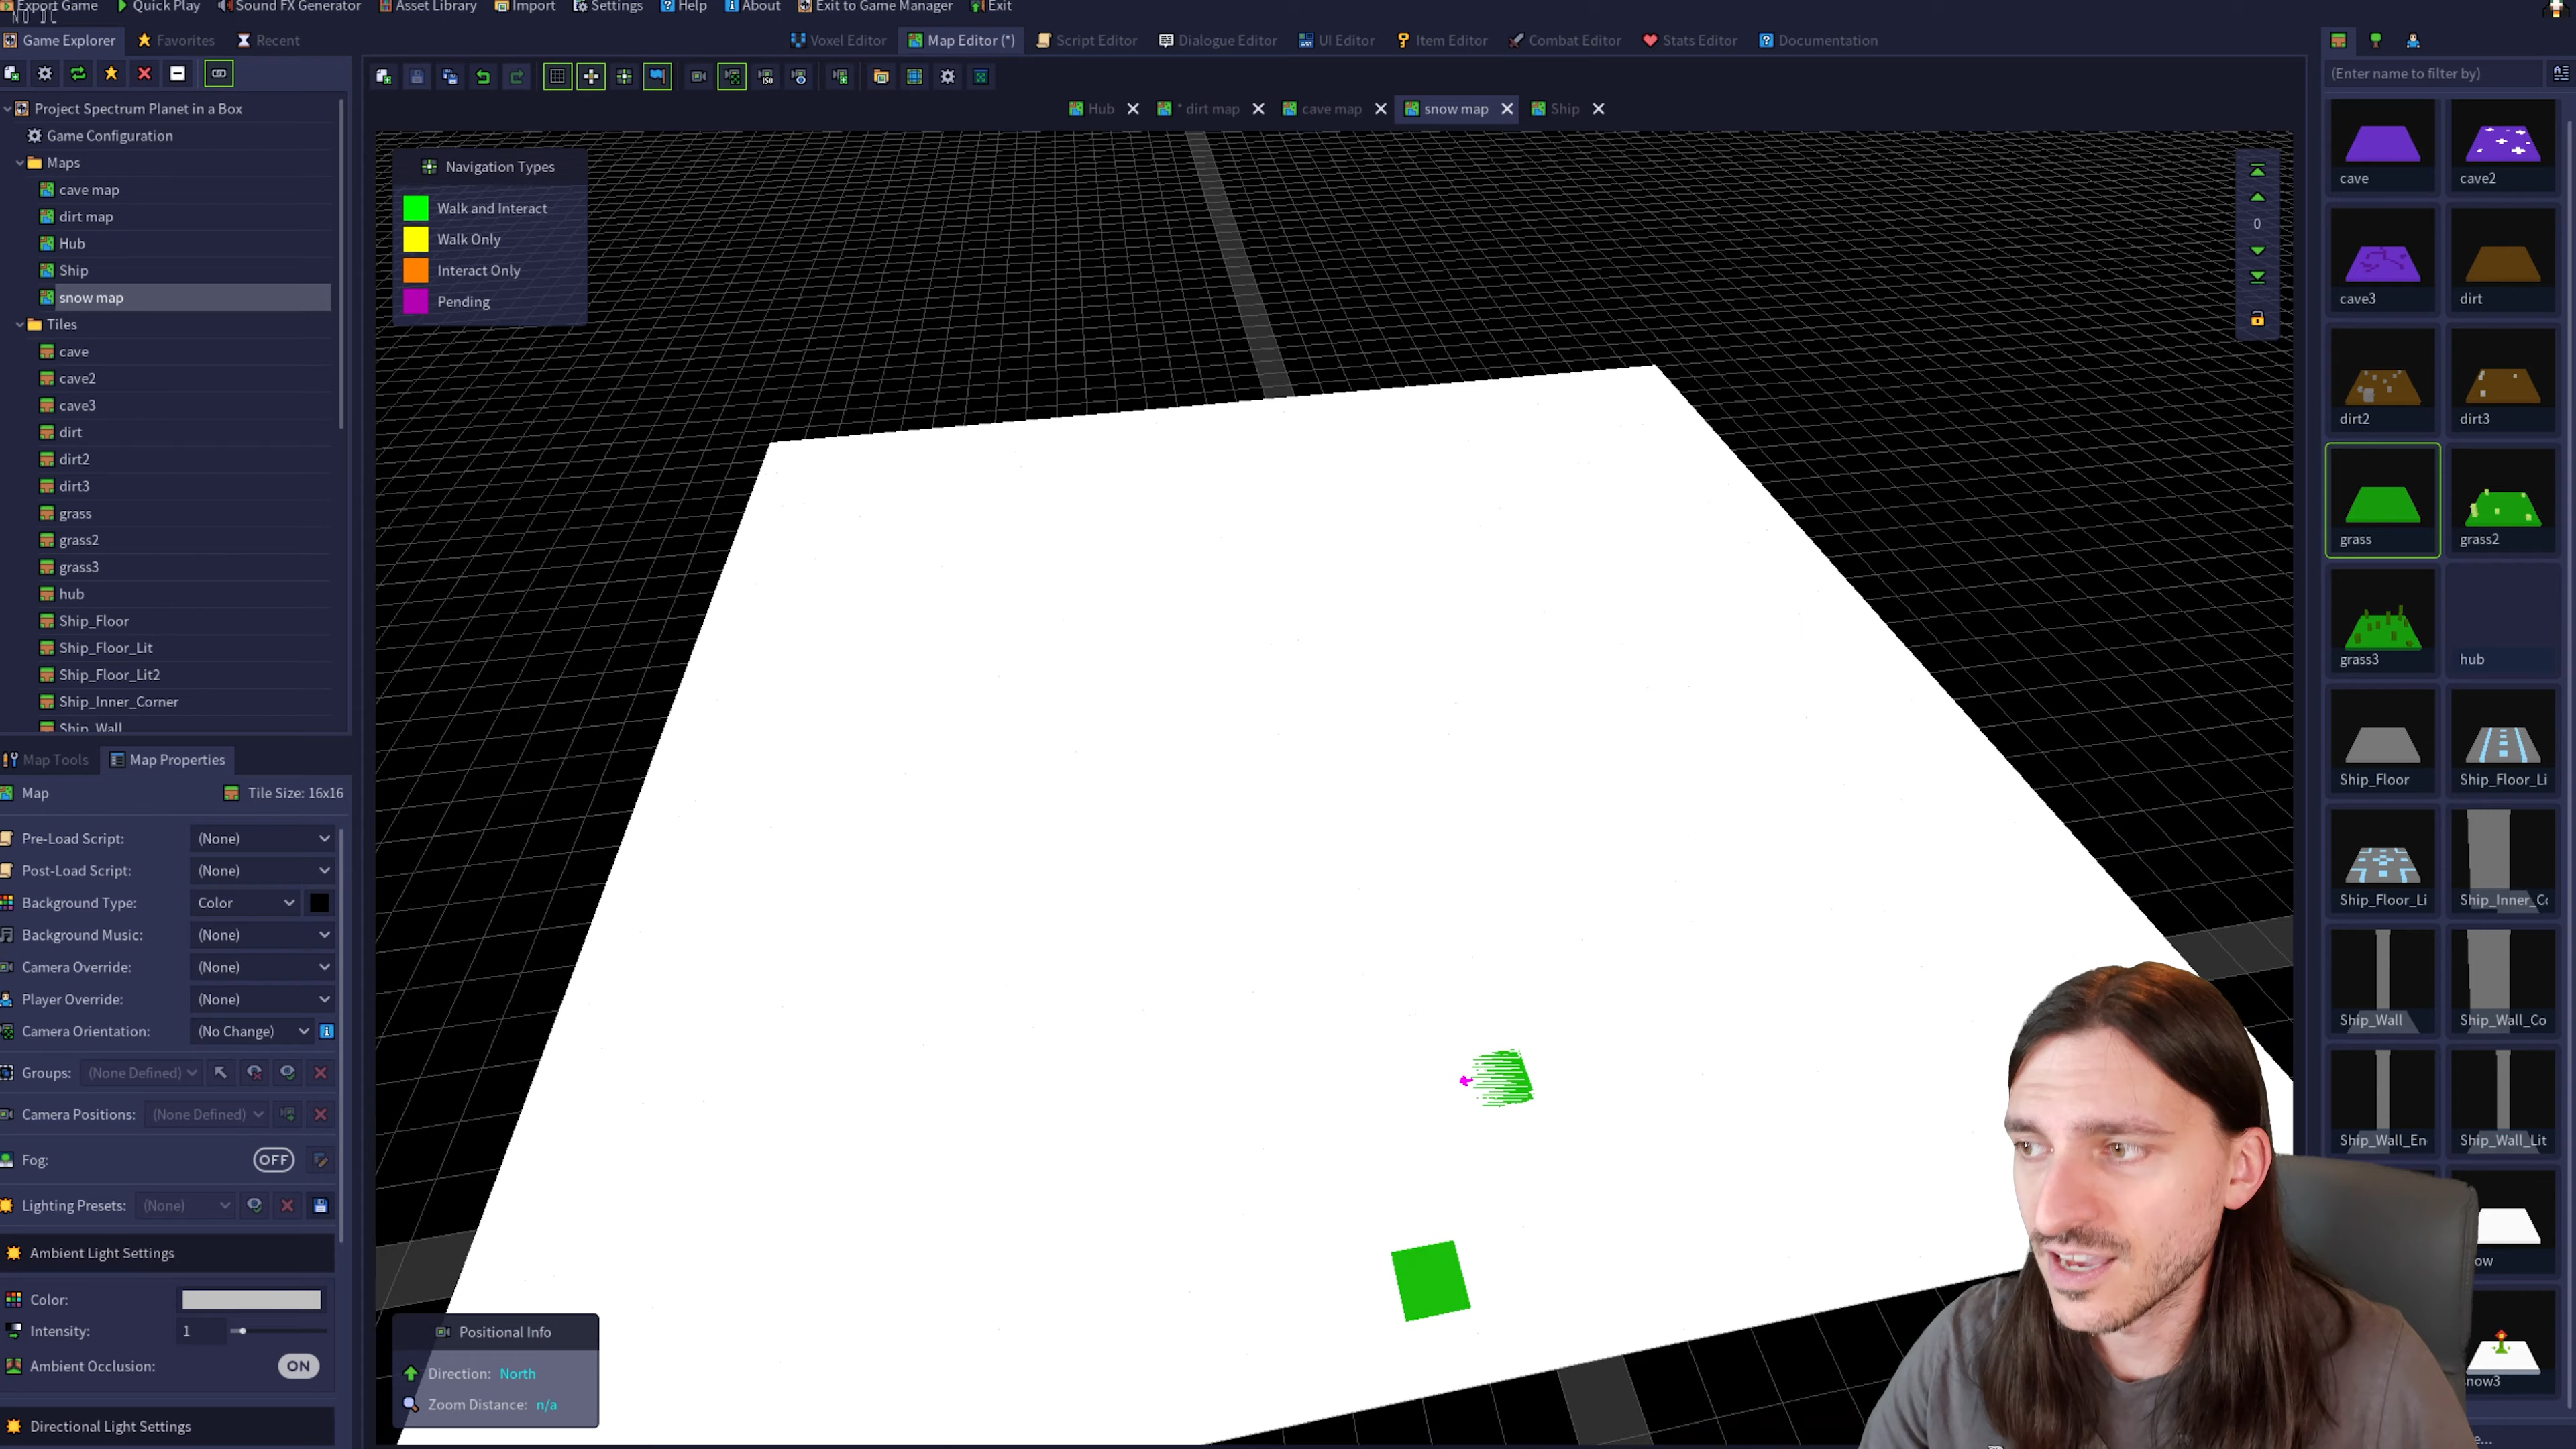 Export Game Quick Play Sound FX Generator Asset Library Import Settings Help About Exit to Game Manager Exit
Game Explorer Favorites Recent
Voxel Editor Map Editor (*) Script Editor Dialogue Editor UI Editor Item Editor Combat Editor Stats Editor Documentation
(Enter name to filter by)
Hub * dirt map cave map snow map Ship
Project Spectrum Planet in a Box
Game Configuration
Maps
cave map
dirt map
Hub
Ship
snow map
Tiles
cave
cave2
cave3
dirt
dirt2
dirt3
grass
grass2
grass3
hub
Ship_Floor
Ship_Floor_Lit
Ship_Floor_Lit2
Ship_Inner_Corner
Ship_Wall
Map Tools Map Properties
Map Tile Size: 16x16
Pre-Load Script: (None)
Post-Load Script: (None)
Background Type: Color
Background Music: (None)
Camera Override: (None)
Player Override: (None)
Camera Orientation: (No Change)
Groups: (None Defined)
Camera Positions: (None Defined)
Fog: OFF
Lighting Presets: (None)
Ambient Light Settings
Color:
Intensity: 1
Ambient Occlusion: ON
Directional Light Settings
Navigation Types
Walk and Interact
Walk Only
Interact Only
Pending
0
Positional Info
Direction: North
Zoom Distance: n/a
cave cave2
cave3 dirt
dirt2 dirt3
grass grass2
grass3 hub
Ship_Floor Ship_Floor_Li
Ship_Floor_Li Ship_Inner_Co
Ship_Wall Ship_Wall_Co
Ship_Wall_En Ship_Wall_Lit
ow
now3